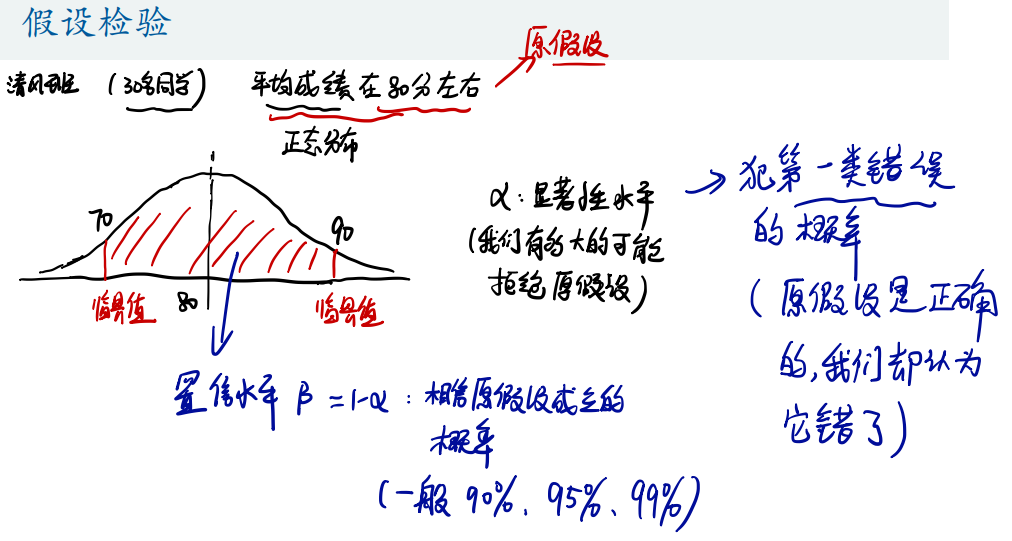 假设检验
原假设
清风班 (30名同学) 平均成绩在80分左右
正态分布
70
90
临界值
80
临界值
α:显著性水平
(我们有多大的可能
拒绝原假设)
→犯第一类错误
的概率
(原假设是正确
的,我们却认为
它错了)
置信水平 β =1-α : 相信原假设成立的
概率
(一般 90%、95%、99%)